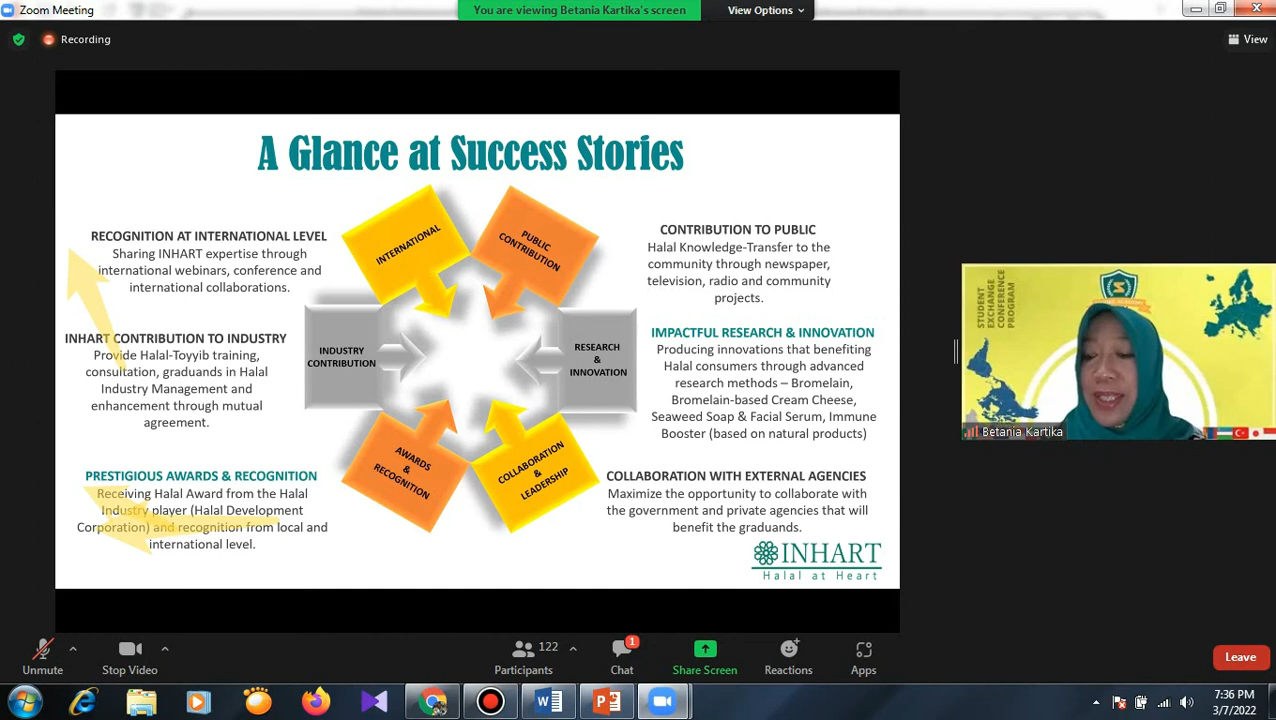 Zoom Meeting
You are viewing Betania Kartika's screen
View Options
Recording
View
A Glance at Success Stories
RECOGNITION AT INTERNATIONAL LEVEL
Sharing INHART expertise through
international webinars, conference and
international collaborations.
INHART CONTRIBUTION TO INDUSTRY
Provide Halal-Toyyib training,
consultation, graduands in Halal
Industry Management and
enhancement through mutual
agreement.
PRESTIGIOUS AWARDS & RECOGNITION
Receiving Halal Award from the Halal
Industry player (Halal Development
Corporation) and recognition from local and
international level.
INTERNATIONAL
PUBLIC
CONTRIBUTION
INDUSTRY
CONTRIBUTION
RESEARCH
&
INNOVATION
AWARDS
&
RECOGNITION
COLLABORATION
&
LEADERSHIP
CONTRIBUTION TO PUBLIC
Halal Knowledge-Transfer to the
community through newspaper,
television, radio and community
projects.
IMPACTFUL RESEARCH & INNOVATION
Producing innovations that benefiting
Halal consumers through advanced
research methods – Bromelain,
Bromelain-based Cream Cheese,
Seaweed Soap & Facial Serum, Immune
Booster (based on natural products)
COLLABORATION WITH EXTERNAL AGENCIES
Maximize the opportunity to collaborate with
the government and private agencies that will
benefit the graduands.
INHART
Halal at Heart
STUDENT
EXCHANGE
CONFERENCE
PROGRAM
Betania Kartika
Unmute
Stop Video
122
Participants
1
Chat
Share Screen
Reactions
Apps
Leave
7:36 PM
3/7/2022